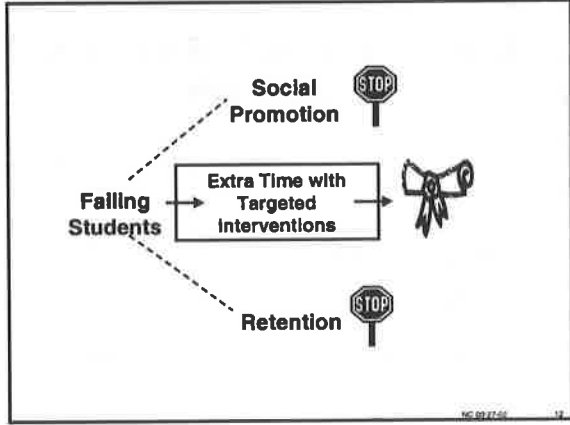 Social
Promotion
STOP
Failing
Students
Extra Time with
Targeted
Interventions
Retention
STOP
12